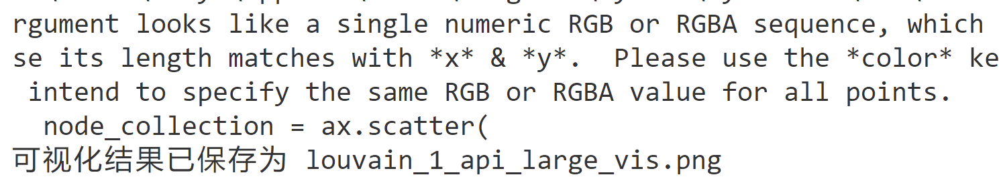 rgument looks like a single numeric RGB or RGBA sequence, which
se its length matches with *x* & *y*.  Please use the *color* ke
 intend to specify the same RGB or RGBA value for all points.
  node_collection = ax.scatter(
可视化结果已保存为 louvain_1_api_large_vis.png